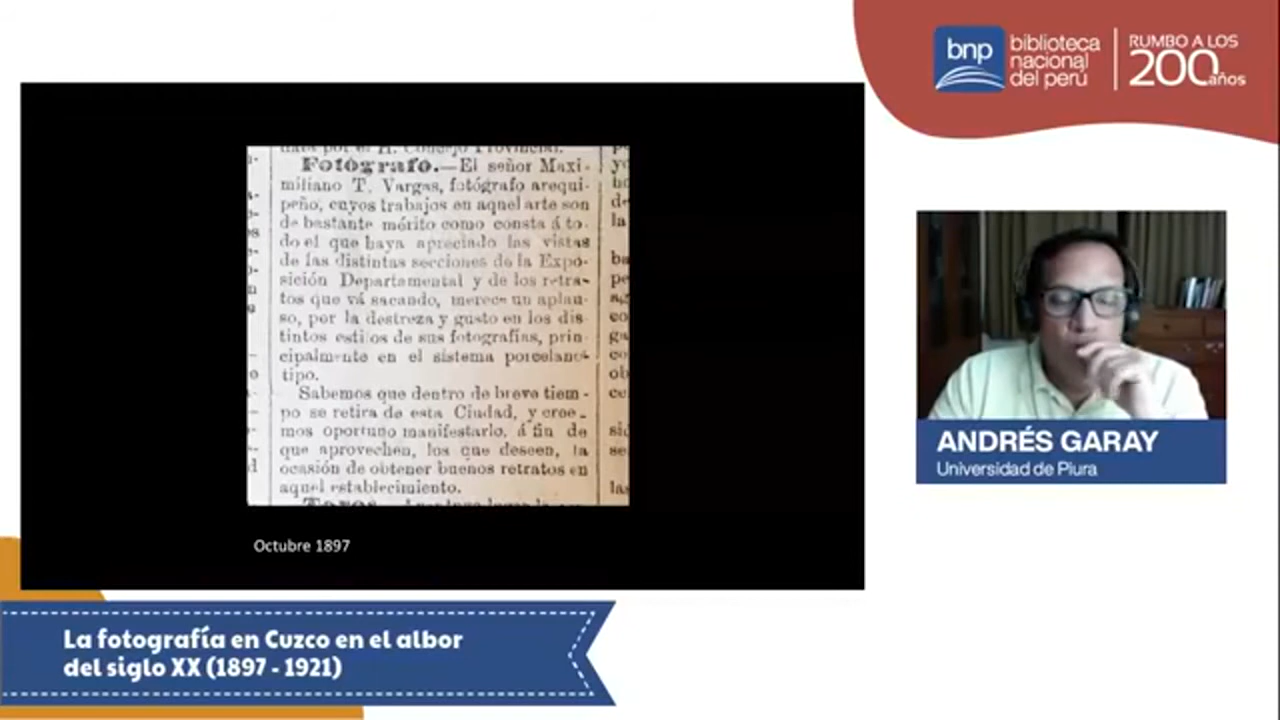 bnp
biblioteca
nacional
del perú
RUMBO A LOS
200 años
Fotógrafo.—El señor Maxi-
miliano T. Vargas, fotógrafo arequi-
peño, cuyos trabajos en aquel arte son
de bastante mérito como consta á to-
do el que haya apreciado las vistas
de las distintas secciones de la Expo-
sición Departamental y de los retra-
tos que vá sacando, merece un aplau-
so, por la destreza y gusto en los dis-
tintos estilos de sus fotografías, prin-
cipalmente en el sistema porcelano-
tipo.
Sabemos que dentro de breve tiem-
po se retira de esta Ciudad, y cree-
mos oportuno manifestarlo, á fin de
que aprovechen, los que deseen, la
ocasión de obtener buenos retratos en
aquel establecimiento.
Octubre 1897
ANDRÉS GARAY
Universidad de Piura
La fotografía en Cuzco en el albor
del siglo XX (1897 - 1921)